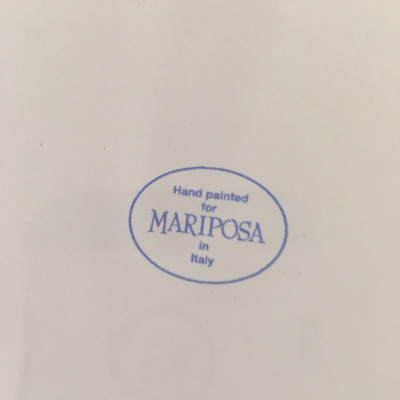 Hand painted
for
MARIPOSA
in
Italy